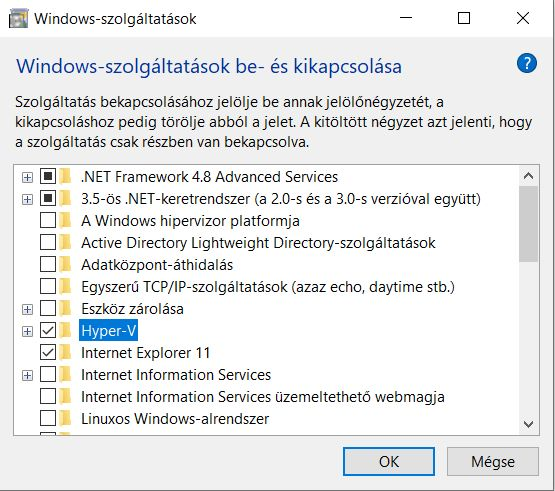 Windows-szolgáltatások
Windows-szolgáltatások be- és kikapcsolása
?
Szolgáltatás bekapcsolásához jelölje be annak jelölőnégyzetét, a
kikapcsoláshoz pedig törölje abból a jelet. A kitöltött négyzet azt jelenti, hogy
a szolgáltatás csak részben van bekapcsolva.
.NET Framework 4.8 Advanced Services
3.5-ös .NET-keretrendszer (a 2.0-s és a 3.0-s verzióval együtt)
A Windows hipervizor platformja
Active Directory Lightweight Directory-szolgáltatások
Adatközpont-áthidalás
Egyszerű TCP/IP-szolgáltatások (azaz echo, daytime stb.)
Eszköz zárolása
Hyper-V
Internet Explorer 11
Internet Information Services
Internet Information Services üzemeltethető webmagja
Linuxos Windows-alrendszer
OK
Mégse